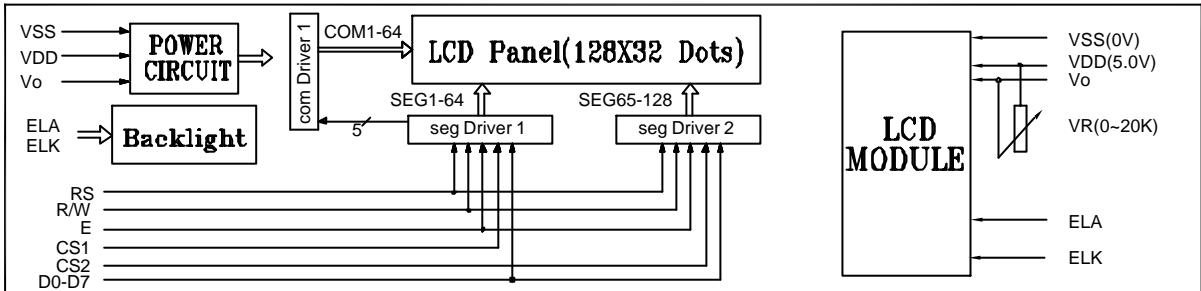 VSS
VDD
Vo
POWER
CIRCUIT
com Driver 1
COM1-64
LCD Panel(128X32 Dots)
SEG1-64
SEG65-128
ELA
ELK
Backlight
5
seg Driver 1
seg Driver 2
RS
R/W
E
CS1
CS2
D0-D7
LCD
MODULE
VSS(0V)
VDD(5.0V)
Vo
VR(0~20K)
ELA
ELK